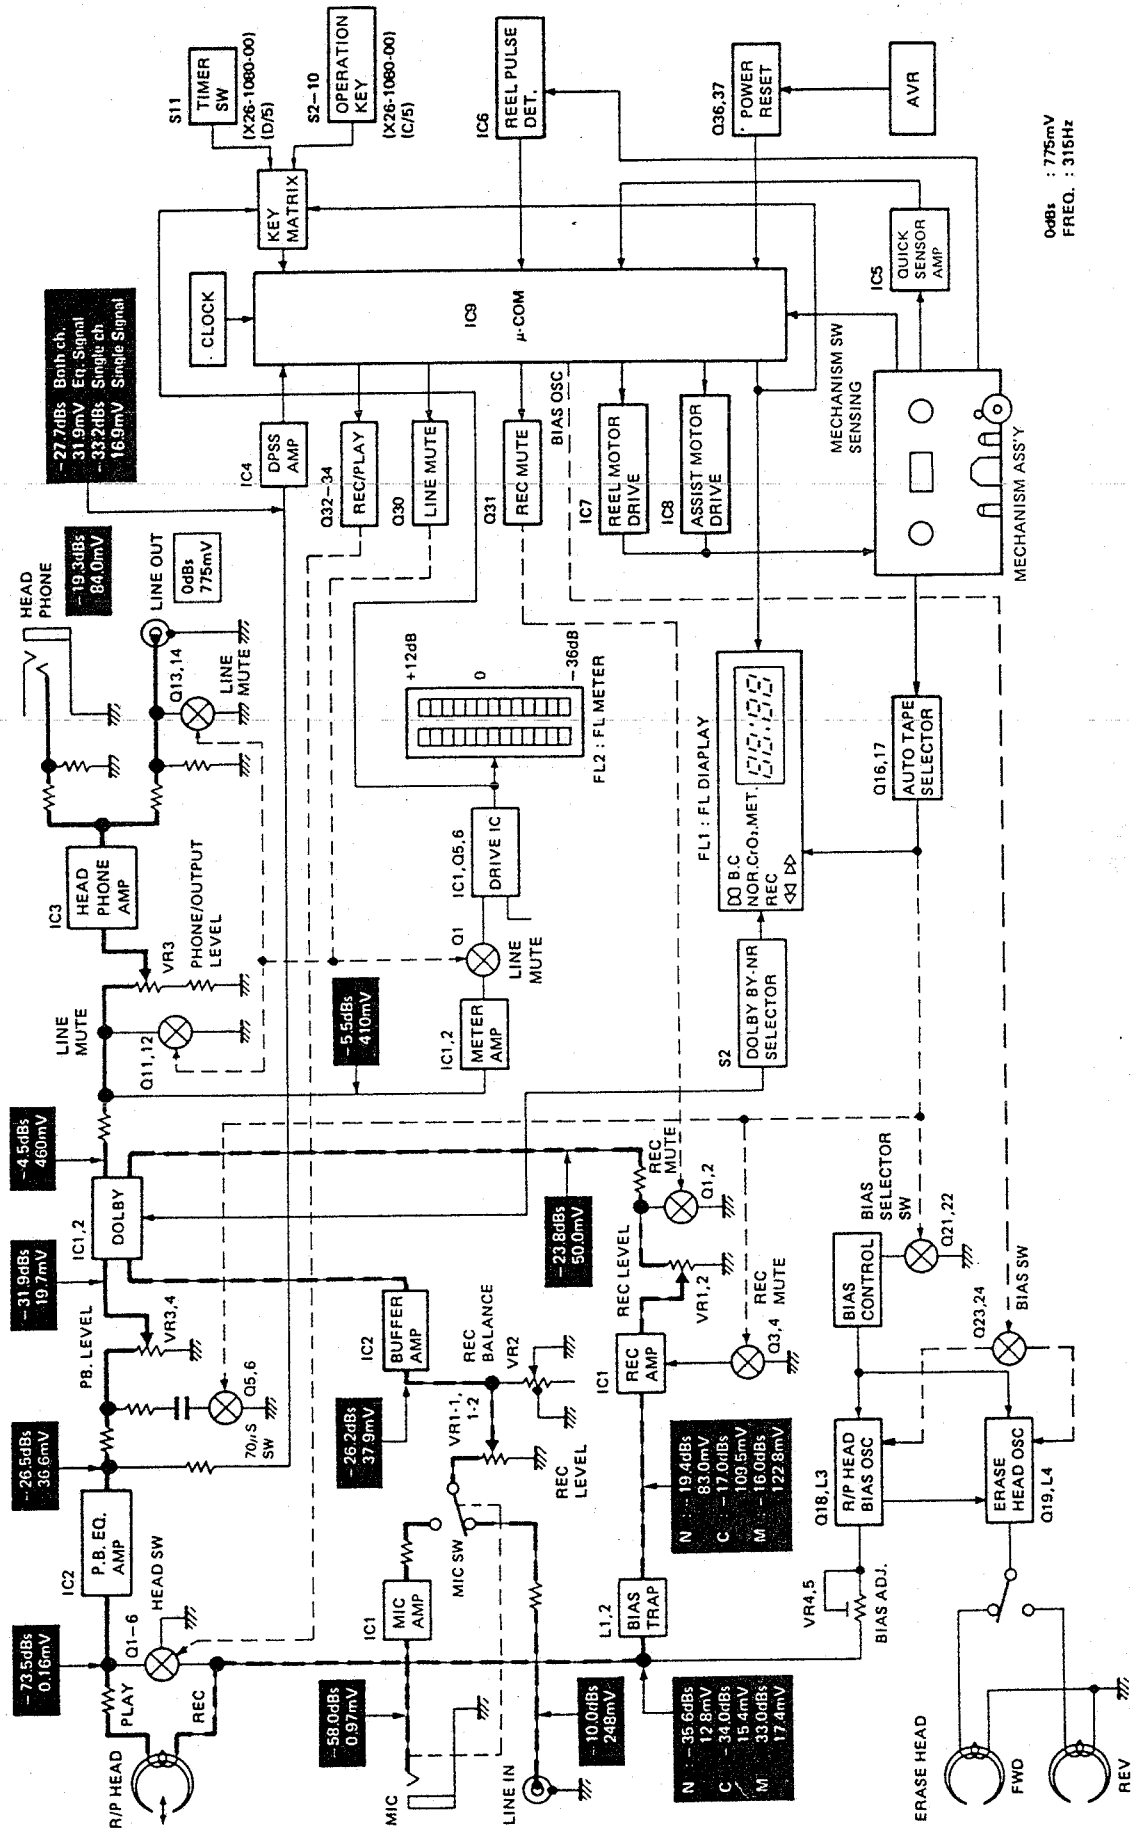 R/P HEAD
PLAY
REC
-73.5dBs
0.16mV
Q1-6
HEAD SW
IC2
P.B. EQ.
AMP
-26.5dBs
36.6mV
70μS
SW
Q5,6
PB. LEVEL
VR3,4
-31.9dBs
19.7mV
IC1,2
DOLBY
-4.5dBs
460mV
LINE
MUTE
Q11,12
VR3
PHONE/OUTPUT
LEVEL
IC3
HEAD
PHONE
AMP
Q13,14
LINE
MUTE
HEAD
PHONE
-19.3dBs
84.0mV
LINE OUT
0dBs
775mV
-27.7dBs Both ch.
31.9mV Eq. Signal
-33.2dBs Single ch
16.9mV Single Signal
S11
TIMER
SW
(X26-1080-00)
(D/5)
S2-10
OPERATION
KEY
(X26-1080-00)
(C/5)
KEY
MATRIX
CLOCK
IC4
DPSS
AMP
Q32-34
REC/PLAY
Q30
LINE MUTE
Q31
REC MUTE
BIAS OSC
IC7
REEL MOTOR
DRIVE
IC8
ASSIST MOTOR
DRIVE
IC9
μ-COM
IC6
REEL PULSE
DET.
Q36,37
POWER
RESET
AVR
IC5
QUICK
SENSOR
AMP
MECHANISM SW
SENSING
MECHANISM ASS'Y
0dBs : 775mV
FREQ. : 315Hz
MIC
-58.0dBs
0.97mV
IC1
MIC
AMP
MIC SW
LINE IN
-10.0dBs
248mV
REC
LEVEL
VR1-1,
1-2
REC
BALANCE
VR2
-26.2dBs
37.9mV
IC2
BUFFER
AMP
-5.5dBs
410mV
IC1,2
METER
AMP
Q1
LINE
MUTE
IC1,Q5,6
DRIVE IC
+12dB
0
-36dB
FL2 : FL METER
-23.8dBs
50.0mV
N -35.6dBs
12.8mV
C -34.0dBs
15.4mV
M 33.0dBs
17.4mV
L1,2
BIAS
TRAP
N -19.4dBs
83.0mV
C -17.0dBs
109.5mV
M -16.0dBs
122.8mV
IC1
REC
AMP
REC LEVEL
VR1,2
REC
MUTE
Q1,2
REC
MUTE
Q3,4
S2
DOLBY BY-NR
SELECTOR
FL1 : FL DIAPLAY
B.C
NOR.CrO₂.MET.
REC
Q16,17
AUTO TAPE
SELECTOR
BIAS
SELECTOR
SW
Q21,22
BIAS
CONTROL
Q23,24
BIAS SW
Q18,L3
R/P HEAD
BIAS OSC
ERASE
HEAD OSC
Q19,L4
VR4,5
BIAS ADJ.
ERASE HEAD
FWD
REV